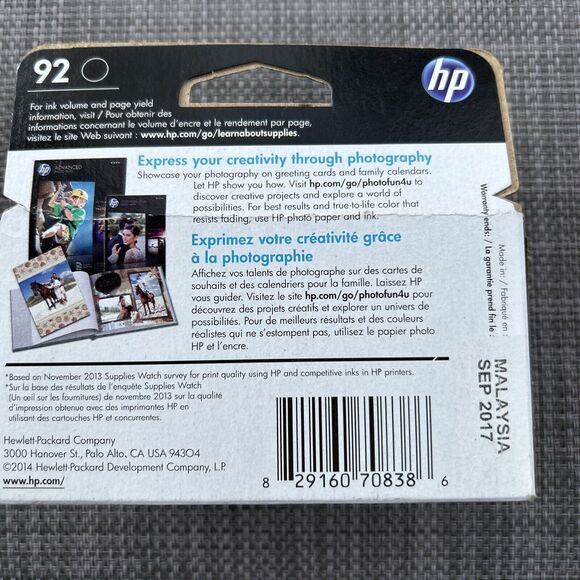 92
hp
For ink volume and page yield
information, visit / Pour obtenir des
informations concernant le volume d'encre et le rendement par page,
visitez le site Web suivant : www.hp.com/go/learnaboutsupplies.
Express your creativity through photography
Showcase your photography on greeting cards and family calendars.
Let HP show you how. Visit hp.com/go/photofun4u to
discover creative projects and explore a world of
possibilities. For best results and true-to-life color that
resists fading, use HP photo paper and ink.
Exprimez votre créativité grâce
à la photographie
Affichez vos talents de photographe sur des cartes de
souhaits et des calendriers pour la famille. Laissez HP
vous guider. Visitez le site hp.com/go/photofun4u pour
découvrez des projets créatifs et explorer un univers de
possibilités. Pour de meilleurs résultats et des couleurs
réalistes qui ne s'estompent pas, utilisez le papier photo
HP et l'encre.
hp ADVANCED
hp
Warranty ends: / La garantie prend fin le :
Made in: / Fabriqué en :
MALAYSIA
SEP 2017
*Based on November 2013 Supplies Watch survey for print quality using HP and competitive inks in HP printers.
*Sur la base des résultats de l'enquête Supplies Watch
(Un œil sur les fournitures) de novembre 2013 sur la qualité
d'impression obtenue avec des imprimantes HP en
utilisant des cartouches HP et concurrentes.
Hewlett-Packard Company
3000 Hanover St., Palo Alto, CA USA 94304
©2014 Hewlett-Packard Development Company, L.P.
www.hp.com/
8 29160 70838 6